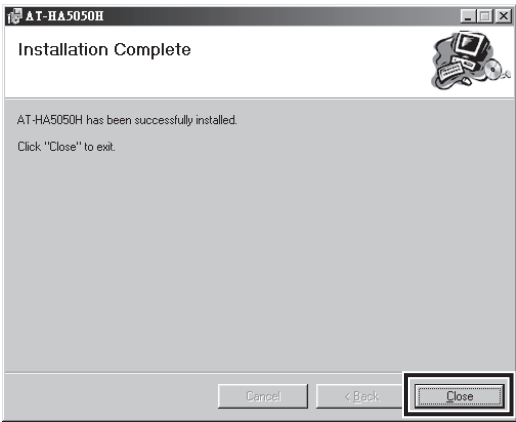 AT-HA5050H
Installation Complete
AT-HA5050H has been successfully installed.
Click "Close" to exit.
Cancel < Back Close